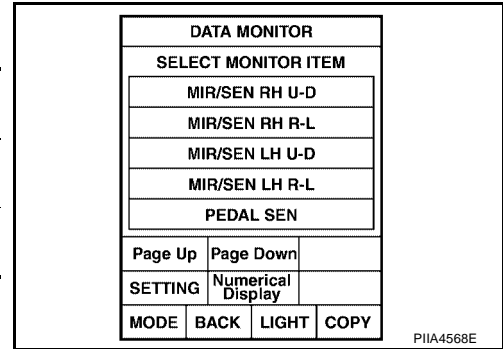 DATA MONITOR
SELECT MONITOR ITEM
MIR/SEN RH U-D
MIR/SEN RH R-L
MIR/SEN LH U-D
MIR/SEN LH R-L
PEDAL SEN
Page Up Page Down
SETTING Numerical
Display
MODE BACK LIGHT COPY
PIIA4568E